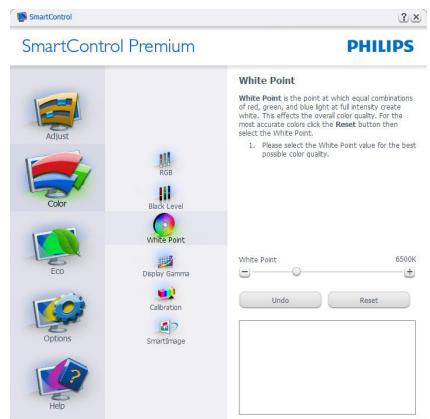 SmartControl
SmartControl Premium
PHILIPS
Adjust
Color
Eco
Options
Help
RGB
Black Level
White Point
Display Gamma
Calibration
SmartImage
White Point
White Point is the point at which equal combinations
of red, green, and blue light at full intensity create
white. This effects the overall color quality. For the
most accurate colors click the Reset button then
select the White Point.
1. Please select the White Point value for the best
possible color quality.
White Point 6500K
Undo Reset